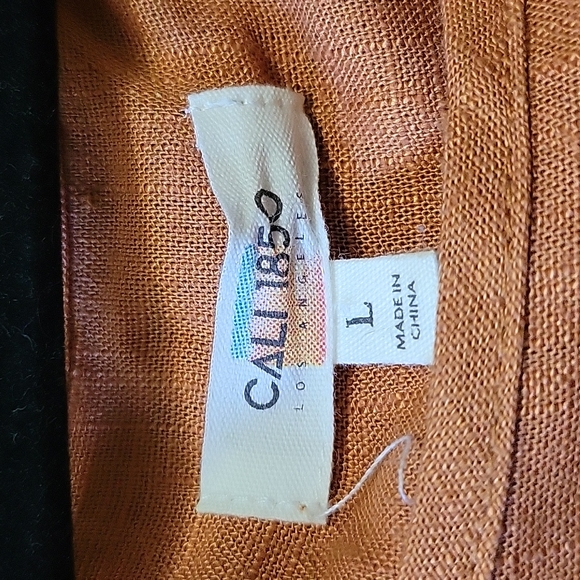 CALI 1850
LOS ANGELES
L
MADE IN
CHINA